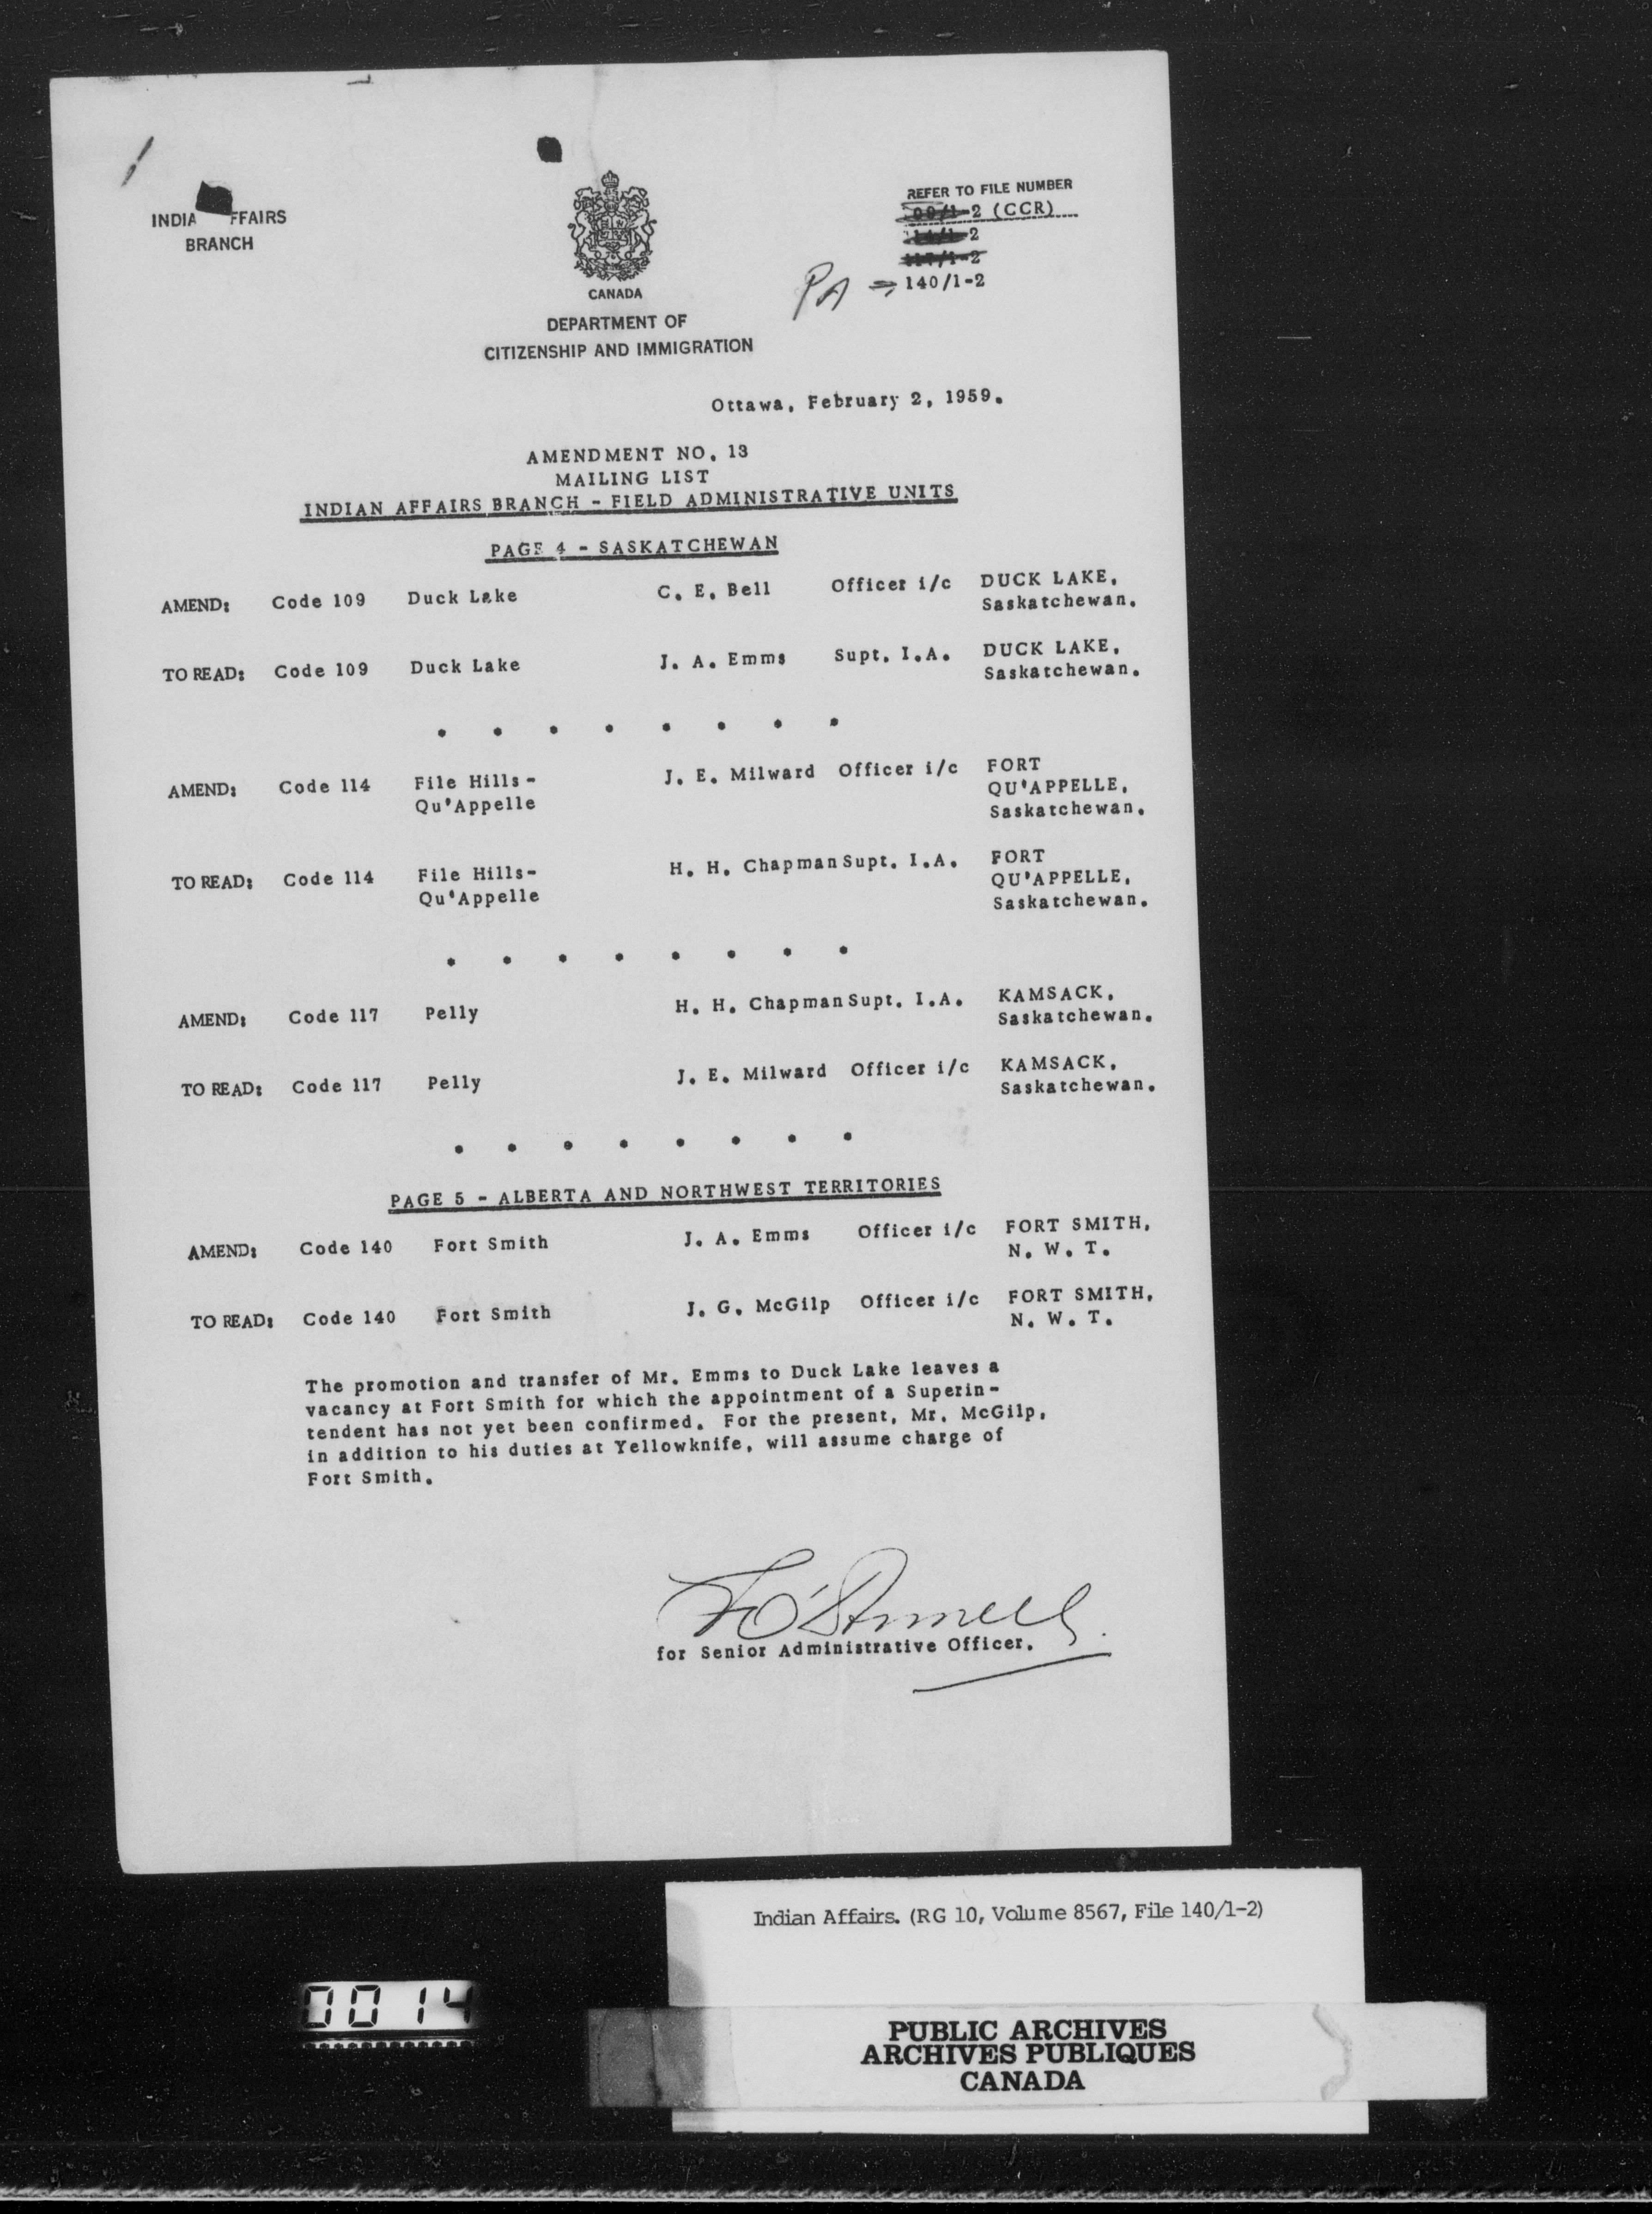 INDIA FFAIRS
BRANCH
CANADA
DEPARTMENT OF
CITIZENSHIP AND IMMIGRATION
REFER TO FILE NUMBER
-2 (CCR)
-2
117/1-2
PA → 140/1-2
Ottawa, February 2, 1959.
AMENDMENT NO. 13
MAILING LIST
INDIAN AFFAIRS BRANCH - FIELD ADMINISTRATIVE UNITS
PAGE 4 - SASKATCHEWAN
AMEND: Code 109 Duck Lake C. E. Bell Officer i/c DUCK LAKE,
Saskatchewan.
TO READ: Code 109 Duck Lake J. A. Emms Supt. I.A. DUCK LAKE,
Saskatchewan.
. . . . . . . .
AMEND: Code 114 File Hills- J. E. Milward Officer i/c FORT
Qu'Appelle QU'APPELLE,
Saskatchewan.
TO READ: Code 114 File Hills- H. H. Chapman Supt. I.A. FORT
Qu'Appelle QU'APPELLE,
Saskatchewan.
. . . . . . . .
AMEND: Code 117 Pelly H. H. Chapman Supt. I.A. KAMSACK,
Saskatchewan.
TO READ: Code 117 Pelly J. E. Milward Officer i/c KAMSACK,
Saskatchewan.
. . . . . . . .
PAGE 5 - ALBERTA AND NORTHWEST TERRITORIES
AMEND: Code 140 Fort Smith J. A. Emms Officer i/c FORT SMITH,
N. W. T.
TO READ: Code 140 Fort Smith J. G. McGilp Officer i/c FORT SMITH,
N. W. T.
The promotion and transfer of Mr. Emms to Duck Lake leaves a
vacancy at Fort Smith for which the appointment of a Superin-
tendent has not yet been confirmed. For the present, Mr. McGilp,
in addition to his duties at Yellowknife, will assume charge of
Fort Smith.
for Senior Administrative Officer.
Indian Affairs. (RG 10, Volume 8567, File 140/1-2)
0014
PUBLIC ARCHIVES
ARCHIVES PUBLIQUES
CANADA